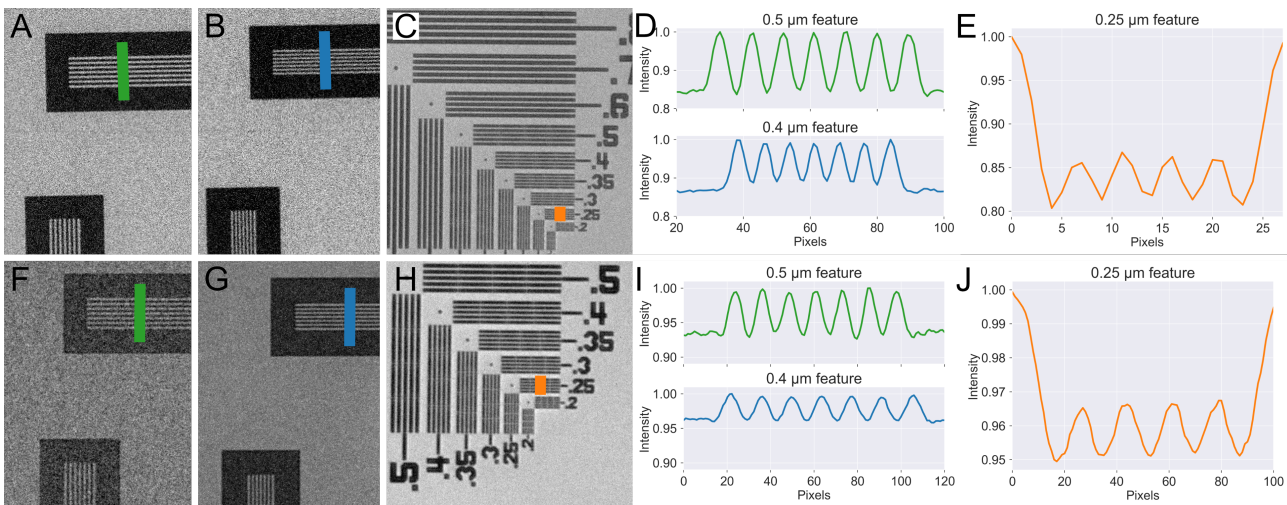 A
B
C
.6
.5
.4
.35
.3
.25
.2
D
0.5 µm feature
Intensity
1.0
0.9
0.8
0.4 µm feature
Intensity
1.0
0.9
0.8
20
40
60
80
100
Pixels
E
0.25 µm feature
Intensity
1.00
0.95
0.90
0.85
0.80
0
5
10
15
20
25
Pixels
F
G
H
.5
.4
.35
.3
.25
.2
.5
.4
.35
.3
.25
.2
I
0.5 µm feature
Intensity
1.00
0.95
0.90
0.4 µm feature
Intensity
1.00
0.95
0.90
0
20
40
60
80
100
120
Pixels
J
0.25 µm feature
Intensity
1.00
0.99
0.98
0.97
0.96
0.95
0
20
40
60
80
100
Pixels